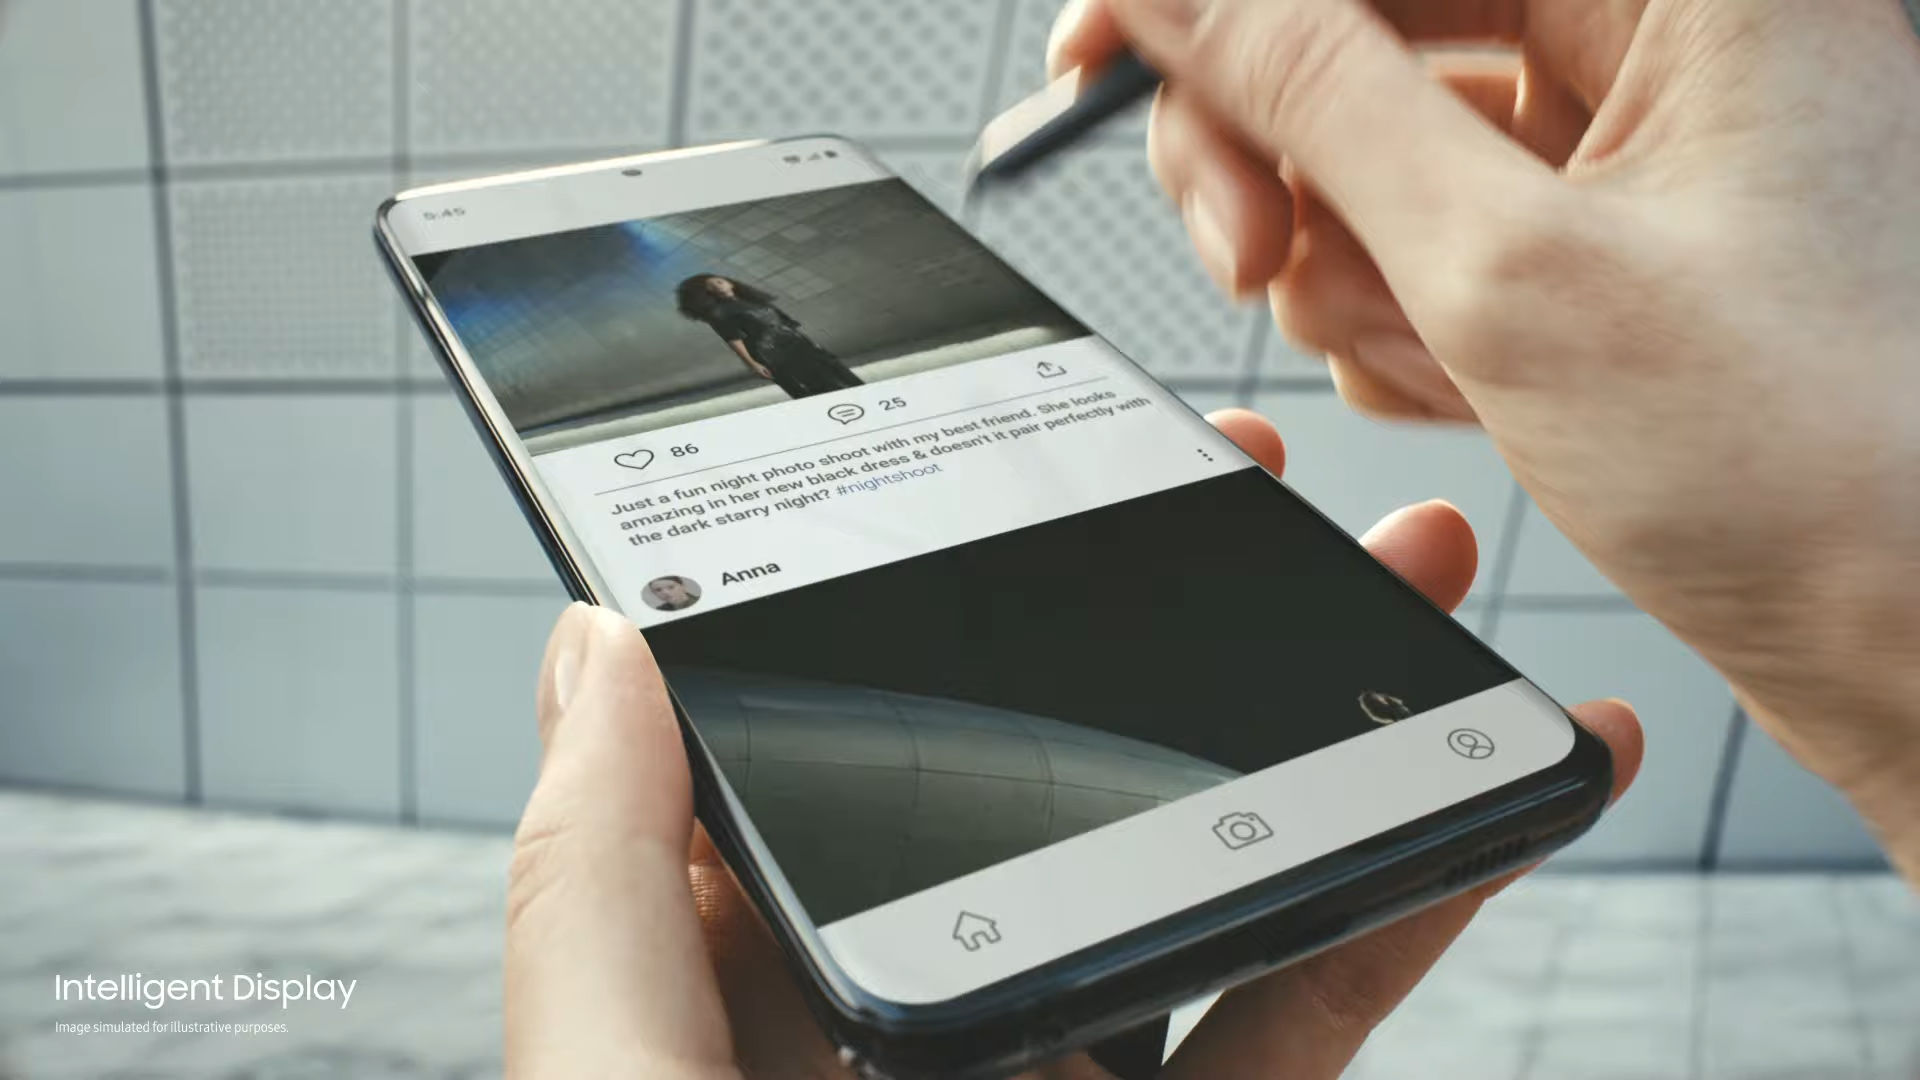 5:45
86
25
Just a fun night photo shoot with my best friend. She looks
amazing in her new black dress & doesn't it pair perfectly with
the dark starry night? #nightshoot
Anna
Intelligent Display
Image simulated for illustrative purposes.